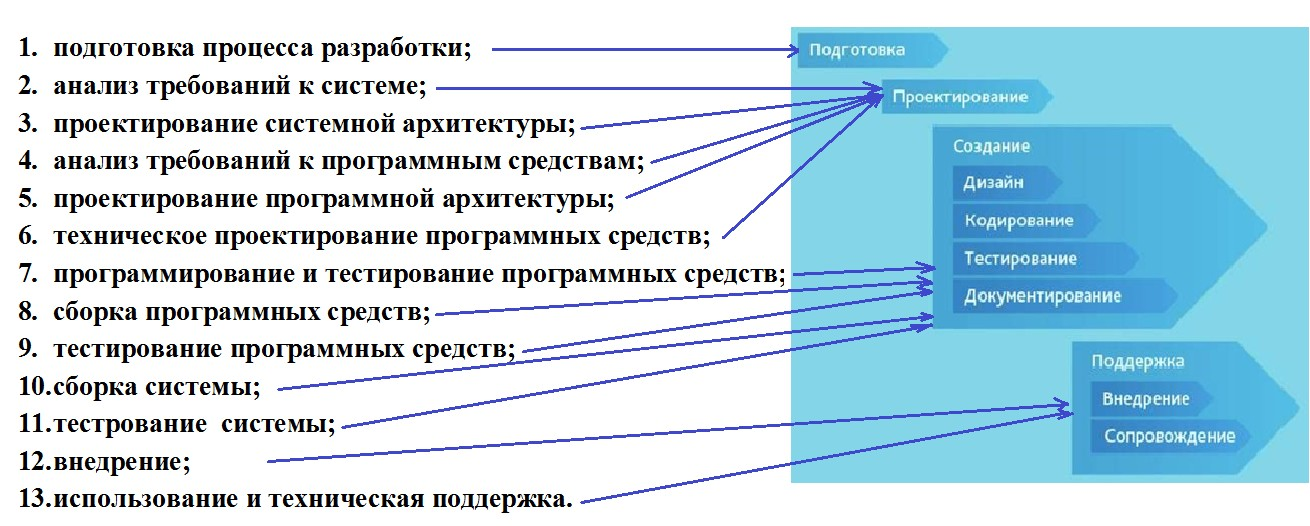 1. подготовка процесса разработки;
2. анализ требований к системе;
3. проектирование системной архитектуры;
4. анализ требований к программным средствам;
5. проектирование программной архитектуры;
6. техническое проектирование программных средств;
7. программирование и тестирование программных средств;
8. сборка программных средств;
9. тестирование программных средств;
10.сборка системы;
11.тестрование системы;
12.внедрение;
13.использование и техническая поддержка.
Подготовка
Проектирование
Создание
Дизайн
Кодирование
Тестирование
Документирование
Поддержка
Внедрение
Сопровождение